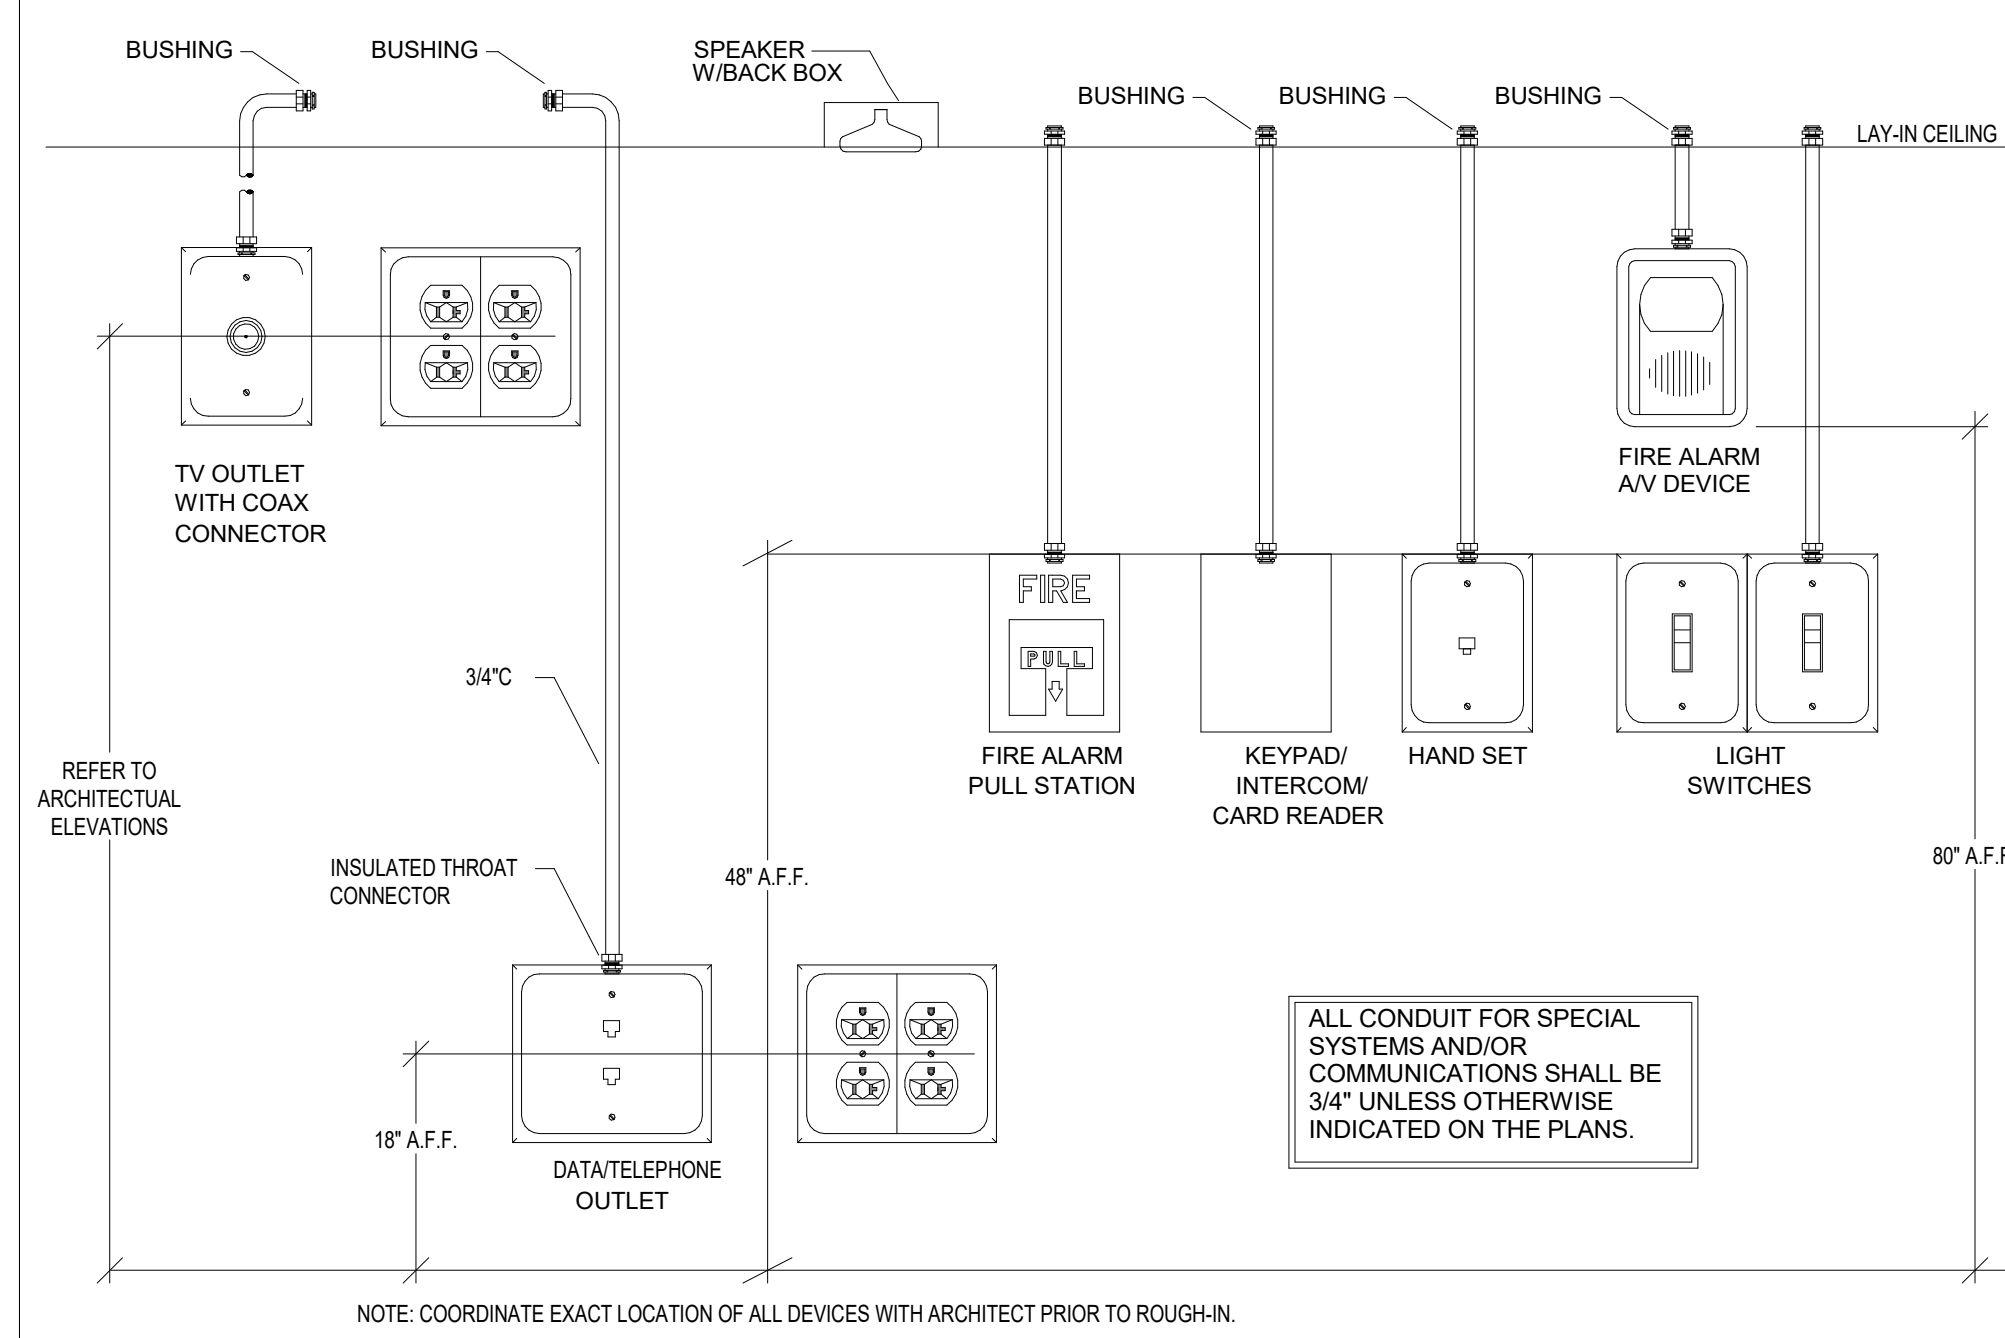 BUSHING
BUSHING
SPEAKER
W/BACK BOX
BUSHING
BUSHING
BUSHING
LAY-IN CEILING
TV OUTLET
WITH COAX
CONNECTOR
FIRE ALARM
A/V DEVICE
FIRE
PULL
3/4"C
FIRE ALARM
PULL STATION
KEYPAD/
INTERCOM/
CARD READER
HAND SET
LIGHT
SWITCHES
REFER TO
ARCHITECTUAL
ELEVATIONS
INSULATED THROAT
CONNECTOR
48" A.F.F.
80" A.F.F
ALL CONDUIT FOR SPECIAL
SYSTEMS AND/OR
COMMUNICATIONS SHALL BE
3/4" UNLESS OTHERWISE
INDICATED ON THE PLANS.
18" A.F.F.
DATA/TELEPHONE
OUTLET
NOTE: COORDINATE EXACT LOCATION OF ALL DEVICES WITH ARCHITECT PRIOR TO ROUGH-IN.